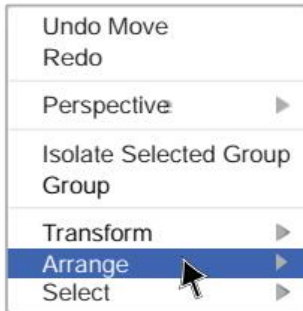 Undo Move
Redo
Perspective
Isolate Selected Group
Group
Transform
Arrange
Select